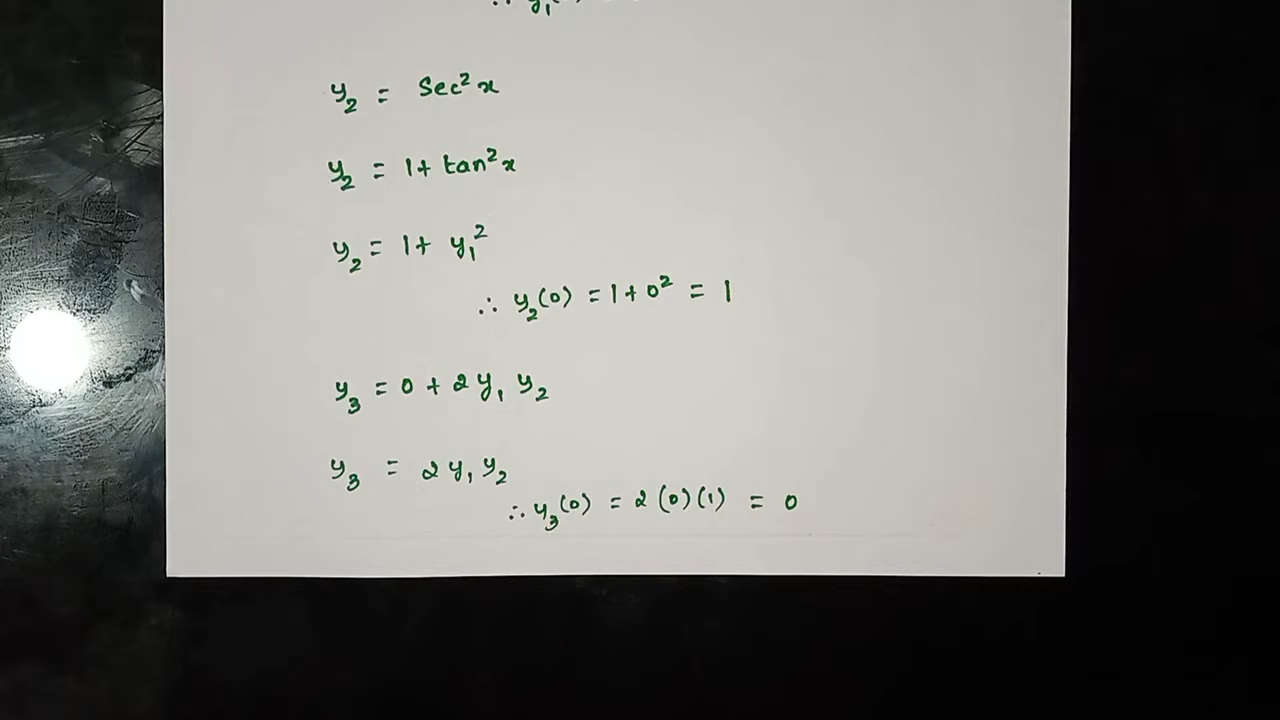 ∴ y₁(
y₂ = Sec²x
y₂ = 1 + tan²x
y₂ = 1 + y₁²
∴ y₂(0) = 1 + 0² = 1
y₃ = 0 + 2y₁ y₂
y₃ = 2y₁ y₂
∴ y₃(0) = 2(0)(1) = 0